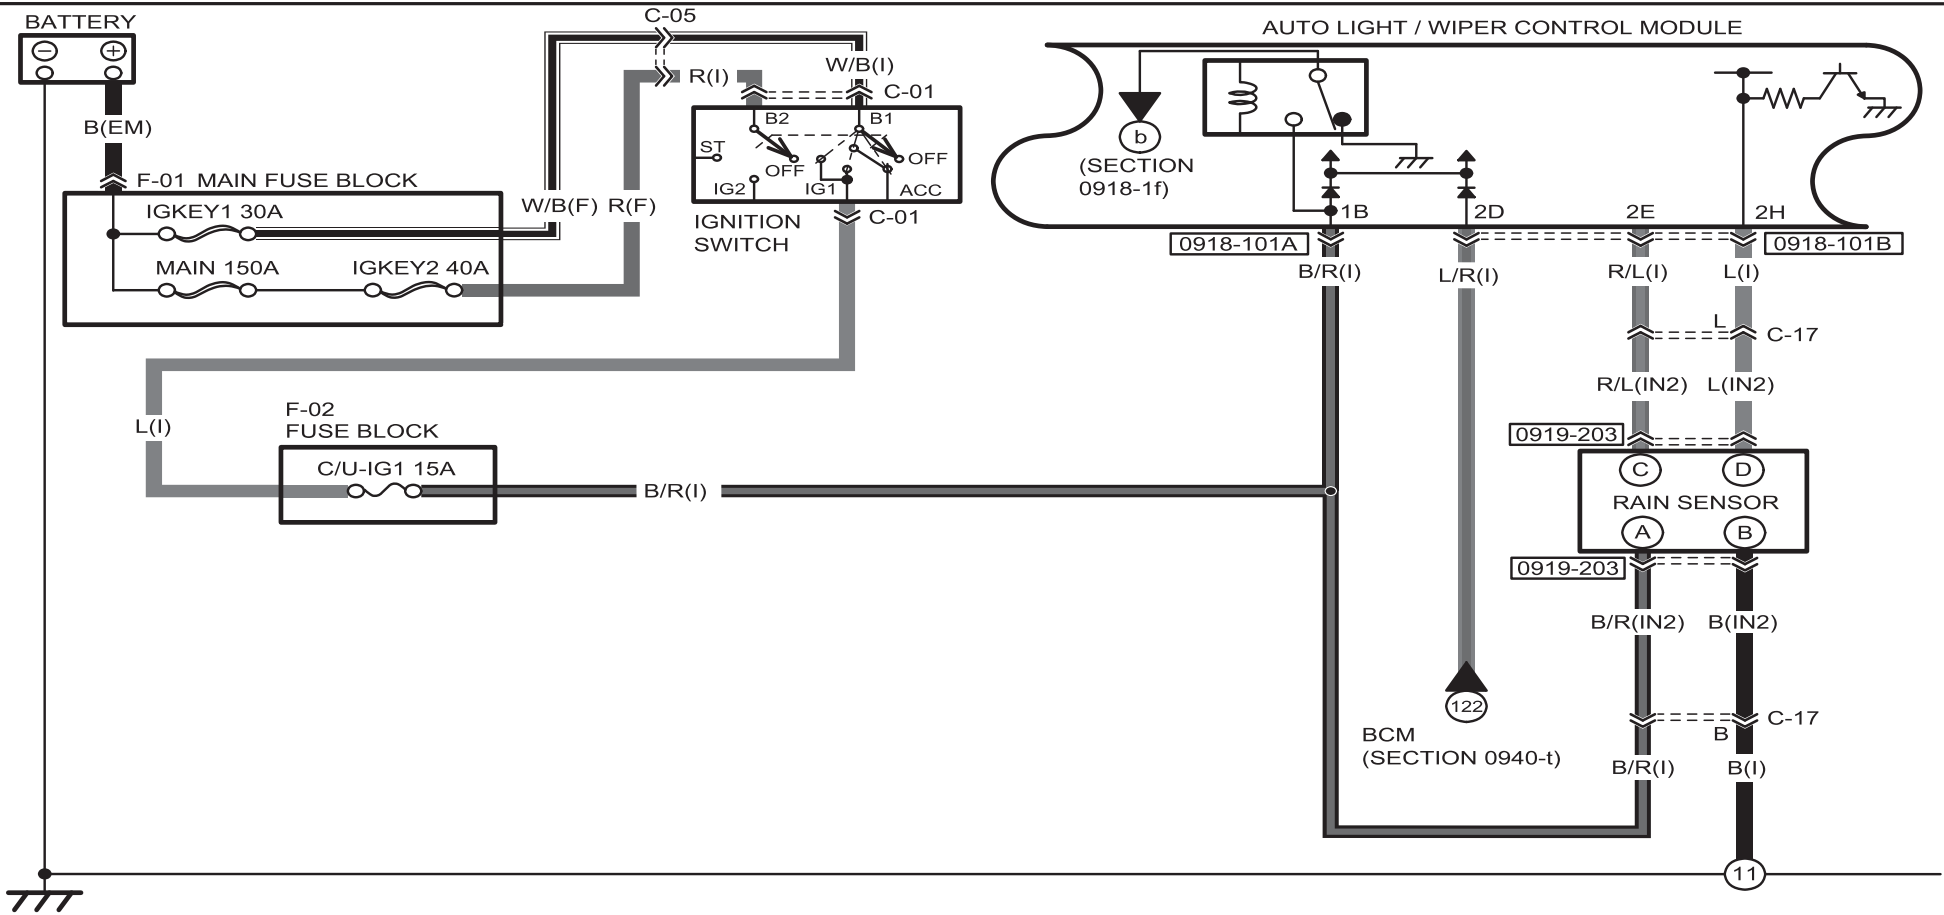 BATTERY
C-05
AUTO LIGHT / WIPER CONTROL MODULE
R(I)
W/B(I)
C-01
B(EM)
B2
B1
b
(SECTION
0918-1f)
ST
OFF
OFF
IG2
IG1
ACC
F-01 MAIN FUSE BLOCK
IGKEY1 30A
W/B(F)
R(F)
IGNITION
SWITCH
C-01
1B
2D
2E
2H
0918-101A
0918-101B
MAIN 150A
IGKEY2 40A
B/R(I)
L/R(I)
R/L(I)
L(I)
L
C-17
R/L(IN2)
L(IN2)
F-02
FUSE BLOCK
L(I)
0919-203
C/U-IG1 15A
C
D
B/R(I)
RAIN SENSOR
A
B
0919-203
B/R(IN2)
B(IN2)
122
BCM
(SECTION 0940-t)
C-17
B
B/R(I)
B(I)
11